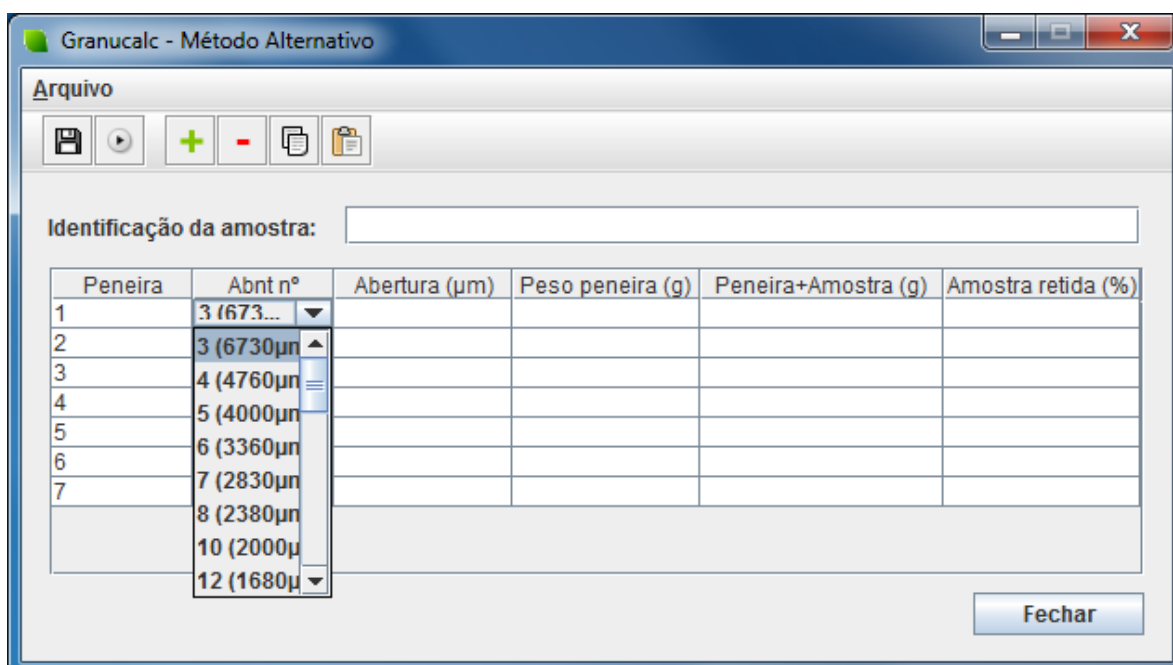 Granucalc - Método Alternativo
Arquivo
Identificação da amostra:
Peneira Abnt nº Abertura (µm) Peso peneira (g) Peneira+Amostra (g) Amostra retida (%)
1 3 (673...
2 3 (6730µm
3 4 (4760µm
4 5 (4000µm
5 6 (3360µm
6 7 (2830µm
7 8 (2380µm
10 (2000µ
12 (1680µ
Fechar